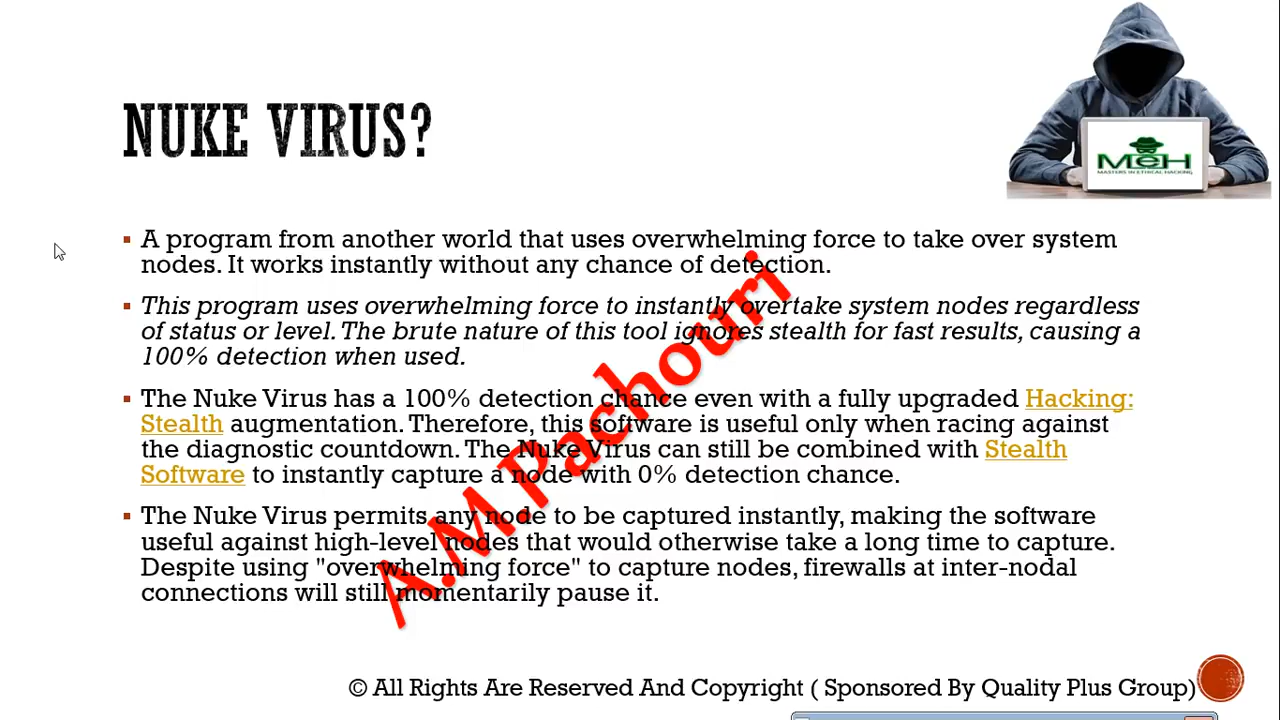 NUKE VIRUS?
MEH
MASTERS IN ETHICAL HACKING
▪ A program from another world that uses overwhelming force to take over system
nodes. It works instantly without any chance of detection.
▪ This program uses overwhelming force to instantly overtake system nodes regardless
of status or level. The brute nature of this tool ignores stealth for fast results, causing a
100% detection when used.
▪ The Nuke Virus has a 100% detection chance even with a fully upgraded Hacking:
Stealth augmentation. Therefore, this software is useful only when racing against
the diagnostic countdown. The Nuke Virus can still be combined with Stealth
Software to instantly capture a node with 0% detection chance.
▪ The Nuke Virus permits any node to be captured instantly, making the software
useful against high-level nodes that would otherwise take a long time to capture.
Despite using "overwhelming force" to capture nodes, firewalls at inter-nodal
connections will still momentarily pause it.
A.M.Pachouri
© All Rights Are Reserved And Copyright ( Sponsored By Quality Plus Group)